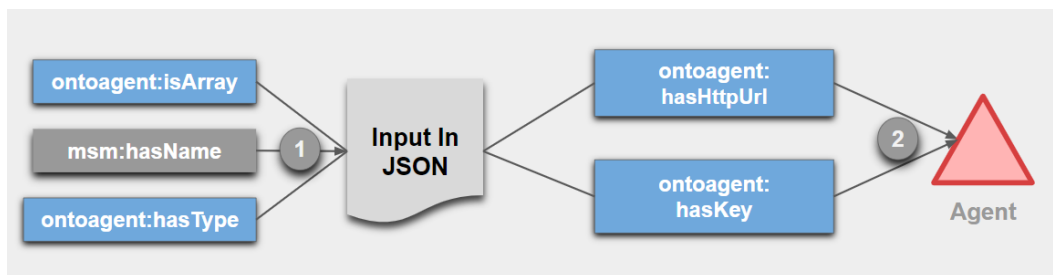 ontoagent:isArray
msm:hasName
ontoagent:hasType
1
Input In
JSON
ontoagent:
hasHttpUrl
ontoagent:
hasKey
2
Agent